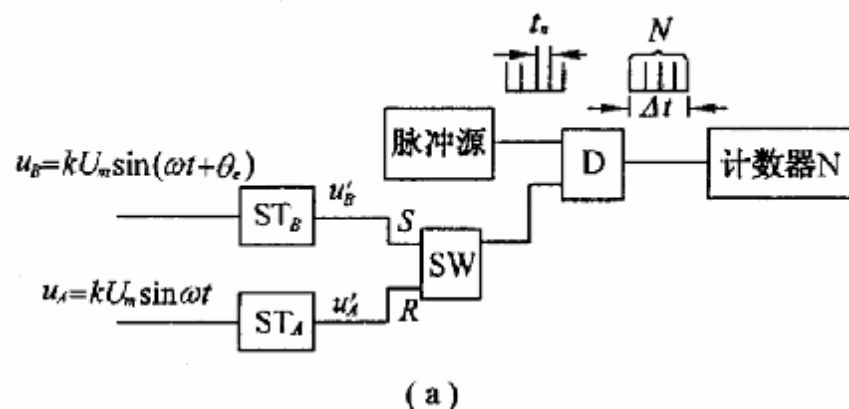 tₙ
N
Δt
脉冲源
D
计数器N
u_B=kU_m sin(ωt+θ_e)
ST_B
u'_B
S
SW
u_A=kU_m sinωt
ST_A
u'_A
R
(a)